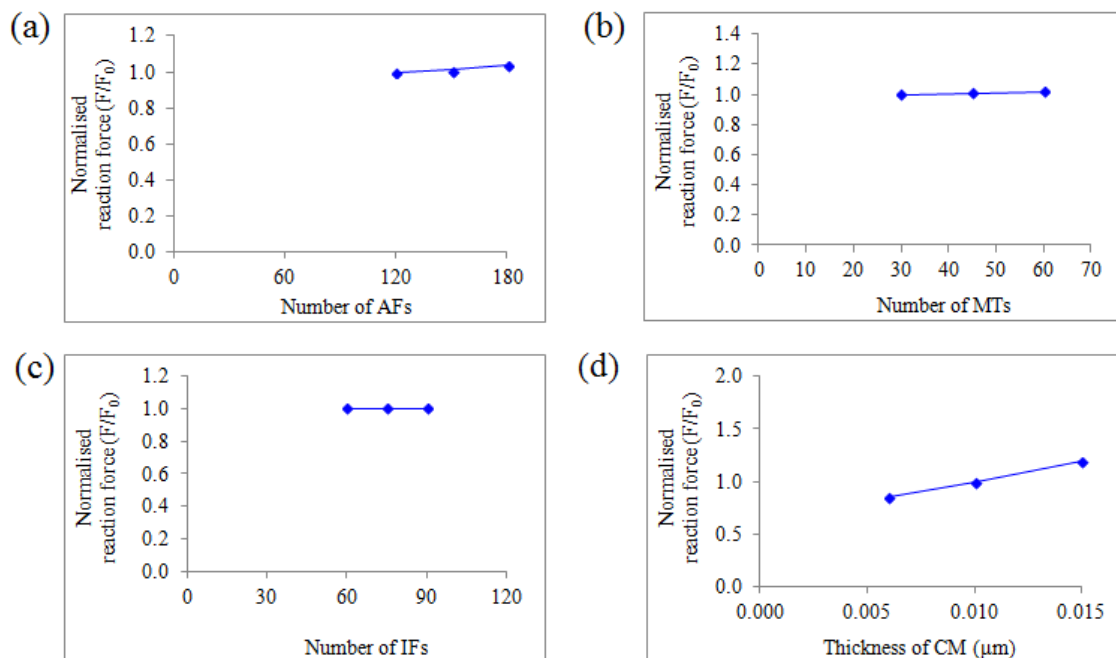 (a)
1.2
1.0
0.8
0.6
0.4
0.2
0.0
Normalised
reaction force (F/F₀)
0 60 120 180
Number of AFs
(b)
1.4
1.2
1.0
0.8
0.6
0.4
0.2
0.0
Normalised
reaction force (F/F₀)
0 10 20 30 40 50 60 70
Number of MTs
(c)
1.2
1.0
0.8
0.6
0.4
0.2
0.0
Normalised
reaction force (F/F₀)
0 30 60 90 120
Number of IFs
(d)
2.0
1.5
1.0
0.5
0.0
Normalised
reaction force (F/F₀)
0.000 0.005 0.010 0.015
Thickness of CM (µm)